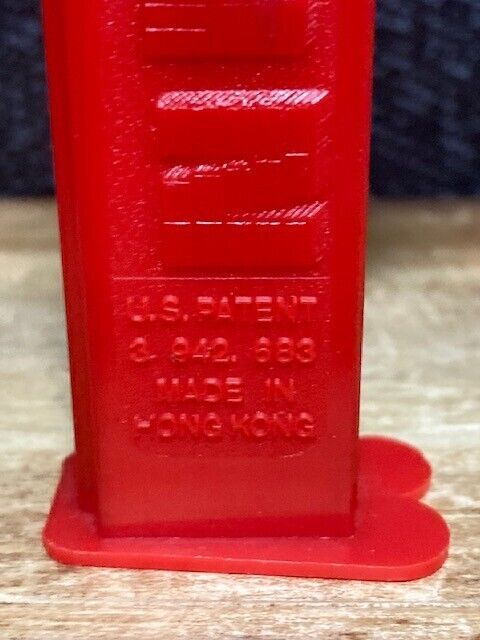 U.S. PATENT
3. 942. 683
MADE IN
HONG KONG